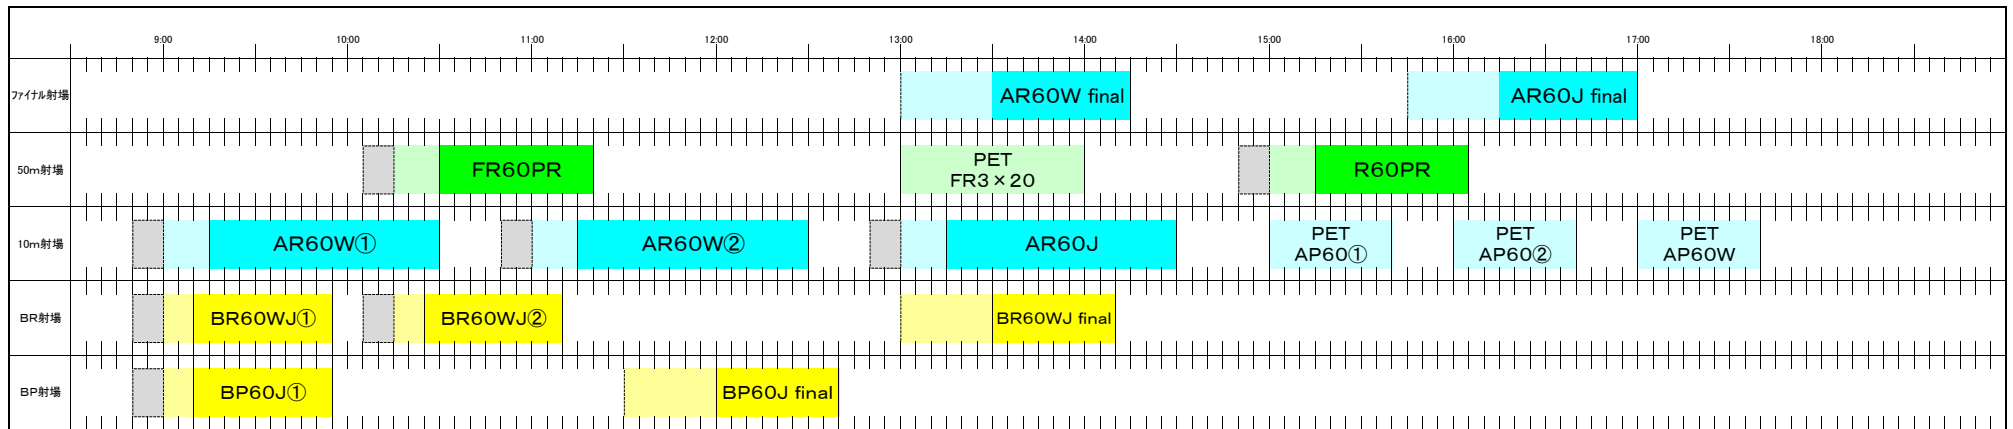 9:00 10:00 11:00 12:00 13:00 14:00 15:00 16:00 17:00 18:00
ファイナル射場 AR60W final AR60J final
50m射場 FR60PR PET R60PR
FR3×20
10m射場 AR60W① AR60W② AR60J PET PET PET
AP60① AP60② AP60W
BR射場 BR60WJ① BR60WJ② BR60WJ final
BP射場 BP60J① BP60J final